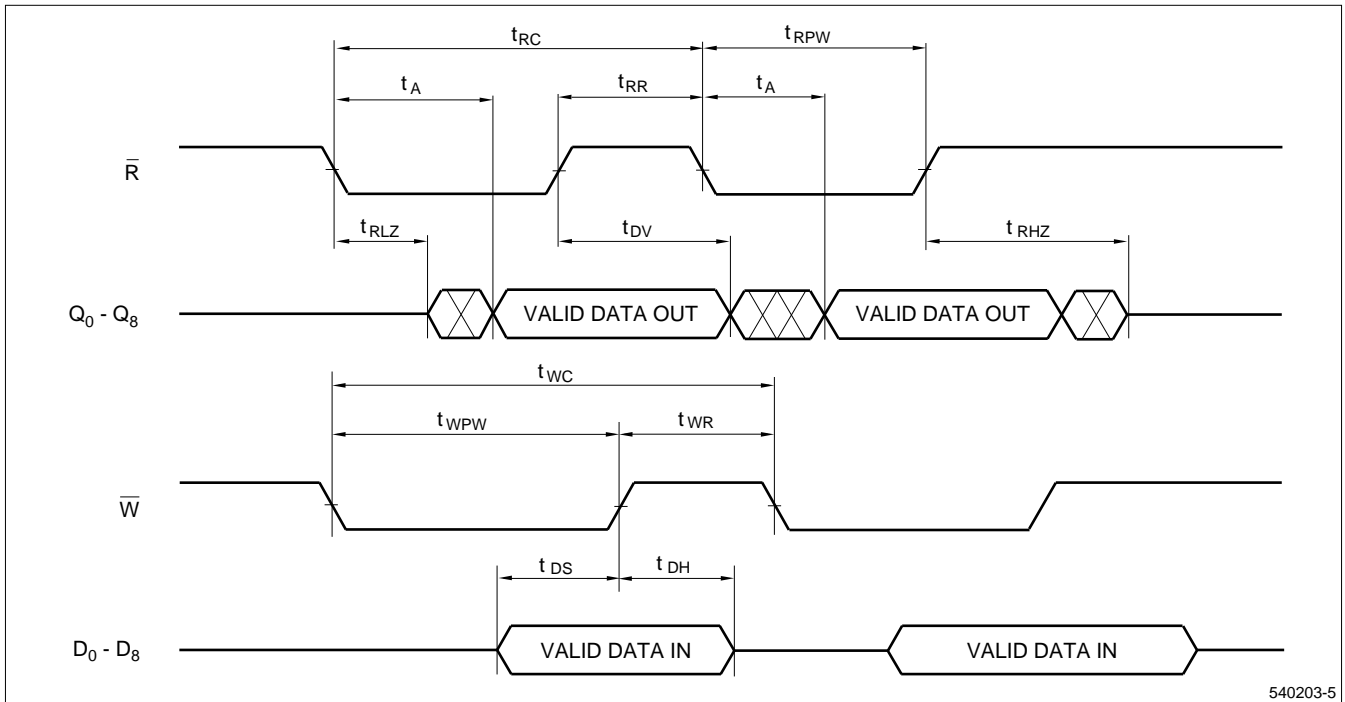 tRC
tRPW
tA
tRR
tA
R̅
tRLZ
tDV
tRHZ
Q0 - Q8
VALID DATA OUT
VALID DATA OUT
tWC
tWPW
tWR
W̅
tDS
tDH
D0 - D8
VALID DATA IN
VALID DATA IN
540203-5